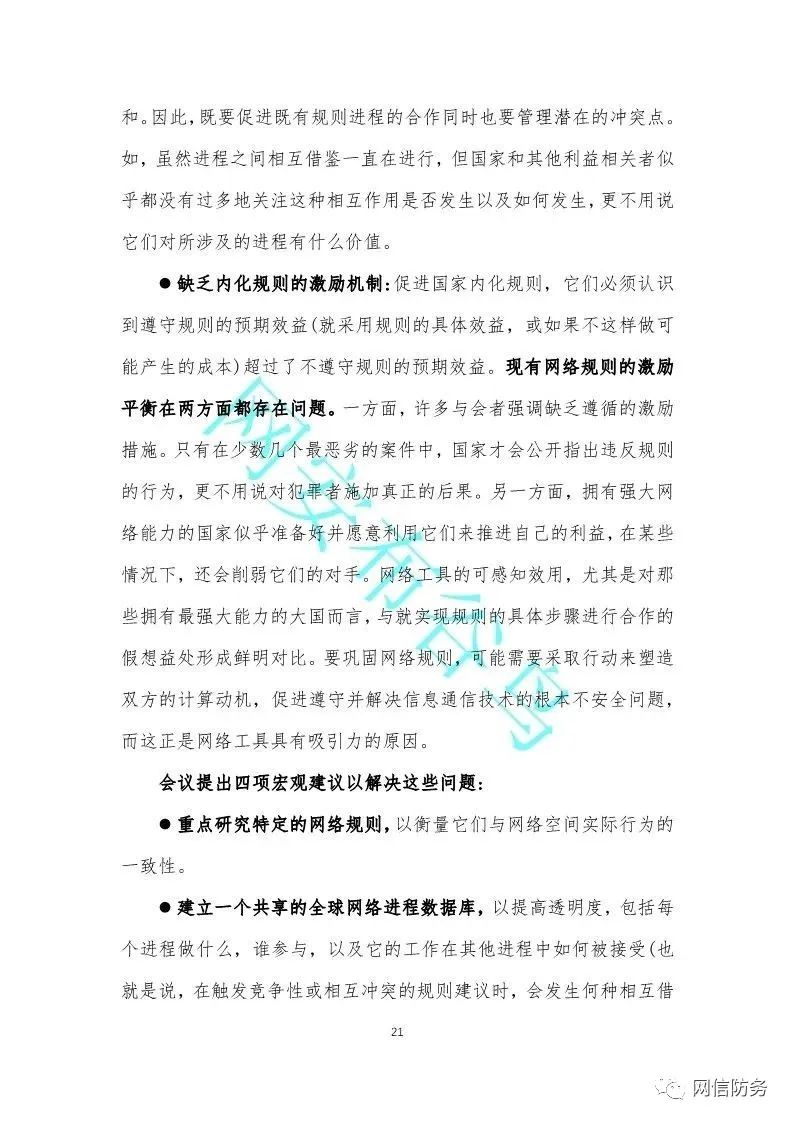 和。因此，既要促进既有规则进程的合作同时也要管理潜在的冲突点。
如，虽然进程之间相互借鉴一直在进行，但国家和其他利益相关者似
乎都没有过多地关注这种相互作用是否发生以及如何发生，更不用说
它们对所涉及的进程有什么价值。
●缺乏内化规则的激励机制：促进国家内化规则，它们必须认识
到遵守规则的预期效益(就采用规则的具体效益，或如果不这样做可
能产生的成本)超过了不遵守规则的预期效益。现有网络规则的激励
平衡在两方面都存在问题。一方面，许多与会者强调缺乏遵循的激励
措施。只有在少数几个最恶劣的案件中，国家才会公开指出违反规则
的行为，更不用说对犯罪者施加真正的后果。另一方面，拥有强大网
络能力的国家似乎准备好并愿意利用它们来推进自己的利益，在某些
情况下，还会削弱它们的对手。网络工具的可感知效用，尤其是对那
些拥有最强大能力的大国而言，与就实现规则的具体步骤进行合作的
假想益处形成鲜明对比。要巩固网络规则，可能需要采取行动来塑造
双方的计算动机，促进遵守并解决信息通信技术的根本不安全问题，
而这正是网络工具具有吸引力的原因。
会议提出四项宏观建议以解决这些问题：
●重点研究特定的网络规则，以衡量它们与网络空间实际行为的
一致性。
●建立一个共享的全球网络进程数据库，以提高透明度，包括每
个进程做什么，谁参与，以及它的工作在其他进程中如何被接受(也
就是说，在触发竞争性或相互冲突的规则建议时，会发生何种相互借
21
网安布谷鸟
网信防务